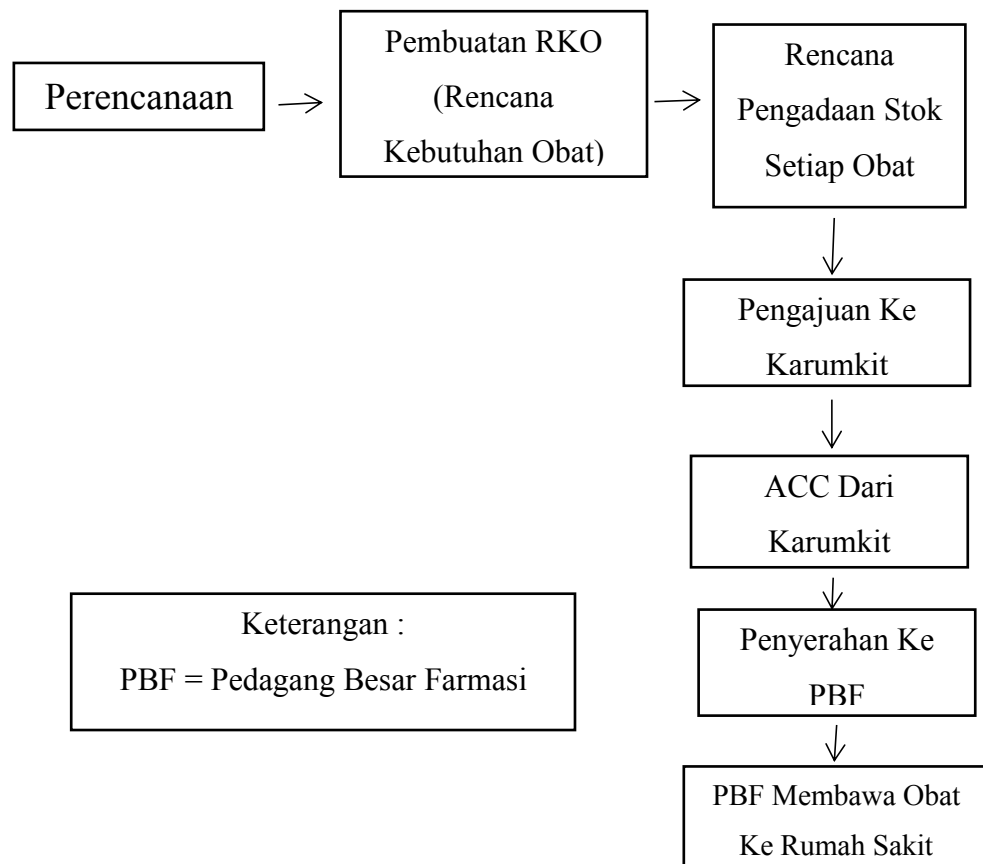 Perencanaan
Pembuatan RKO
(Rencana
Kebutuhan Obat)
Rencana
Pengadaan Stok
Setiap Obat
Pengajuan Ke
Karumkit
ACC Dari
Karumkit
Penyerahan Ke
PBF
PBF Membawa Obat
Ke Rumah Sakit
Keterangan :
PBF = Pedagang Besar Farmasi